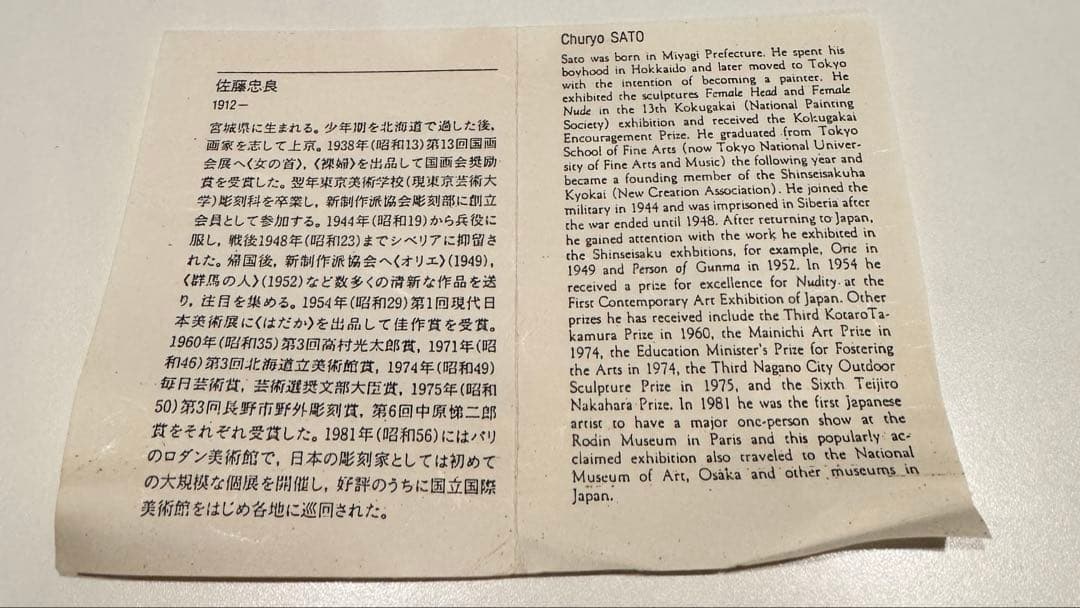 佐藤忠良
1912－
宮城県に生まれる。少年期を北海道で過した後，
画家を志して上京。1938年(昭和13)第13回国画
会展へ〈女の首〉，〈裸婦〉を出品して国画会奨励
賞を受賞した。翌年東京美術学校(現東京芸術大
学)彫刻科を卒業し，新制作派協会彫刻部に創立
会員として参加する。1944年(昭和19)から兵役に
服し，戦後1948年(昭和23)までシベリアに抑留さ
れた。帰国後，新制作派協会へ〈オリエ〉(1949)，
〈群馬の人〉(1952)など数多くの清新な作品を送
り，注目を集める。1954年(昭和29)第1回現代日
本美術展に〈はだか〉を出品して佳作賞を受賞。
1960年(昭和35)第3回高村光太郎賞，1971年(昭
和46)第3回北海道立美術館賞，1974年(昭和49)
毎日芸術賞，芸術選奨文部大臣賞，1975年(昭和
50)第3回長野市野外彫刻賞，第6回中原悌二郎
賞をそれぞれ受賞した。1981年(昭和56)にはパリ
のロダン美術館で，日本の彫刻家としては初めて
の大規模な個展を開催し，好評のうちに国立国際
美術館をはじめ各地に巡回された。
Churyo SATO
Sato was born in Miyagi Prefecture. He spent his
boyhood in Hokkaido and later moved to Tokyo
with the intention of becoming a painter. He
exhibited the sculptures Female Head and Female
Nude in the 13th Kokugakai (National Painting
Society) exhibition and received the Kokugakai
Encouragement Prize. He graduated from Tokyo
School of Fine Arts (now Tokyo National Univer-
sity of Fine Arts and Music) the following year and
became a founding member of the Shinseisakuha
Kyokai (New Creation Association). He joined the
military in 1944 and was imprisoned in Siberia after
the war ended until 1948. After returning to Japan,
he gained attention with the work he exhibited in
the Shinseisaku exhbitions, for example, Orie in
1949 and Person of Gunma in 1952. In 1954 he
received a prize for excellence for Nudity at the
First Contemporary Art Exhibition of Japan. Other
prizes he has received include the Third KotaroTa-
kamura Prize in 1960, the Mainichi Art Prize in
1974, the Education Minister's Prize for Fostering
the Arts in 1974, the Third Nagano City Outdoor
Sculpture Prize in 1975, and the Sixth Teijiro
Nakahara Prize. In 1981 he was the first Japanese
artist to have a major one-person show at the
Rodin Museum in Paris and this popularly ac-
claimed exhibition also traveled to the National
Museum of Art, Osaka and other museums in
Japan.